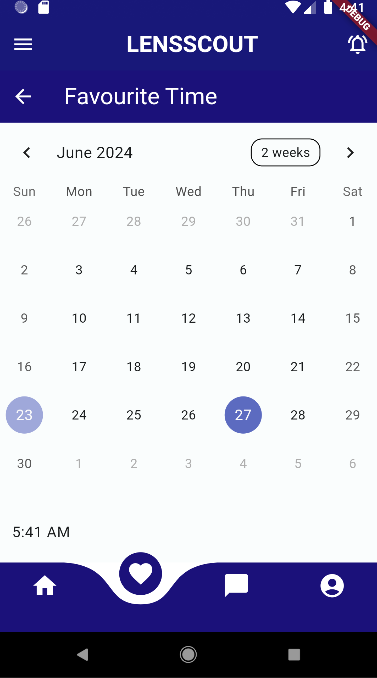 4:41
DEBUG
LENSSCOUT
Favourite Time
June 2024
2 weeks
Sun Mon Tue Wed Thu Fri Sat
26 27 28 29 30 31 1
2 3 4 5 6 7 8
9 10 11 12 13 14 15
16 17 18 19 20 21 22
23 24 25 26 27 28 29
30 1 2 3 4 5 6
5:41 AM